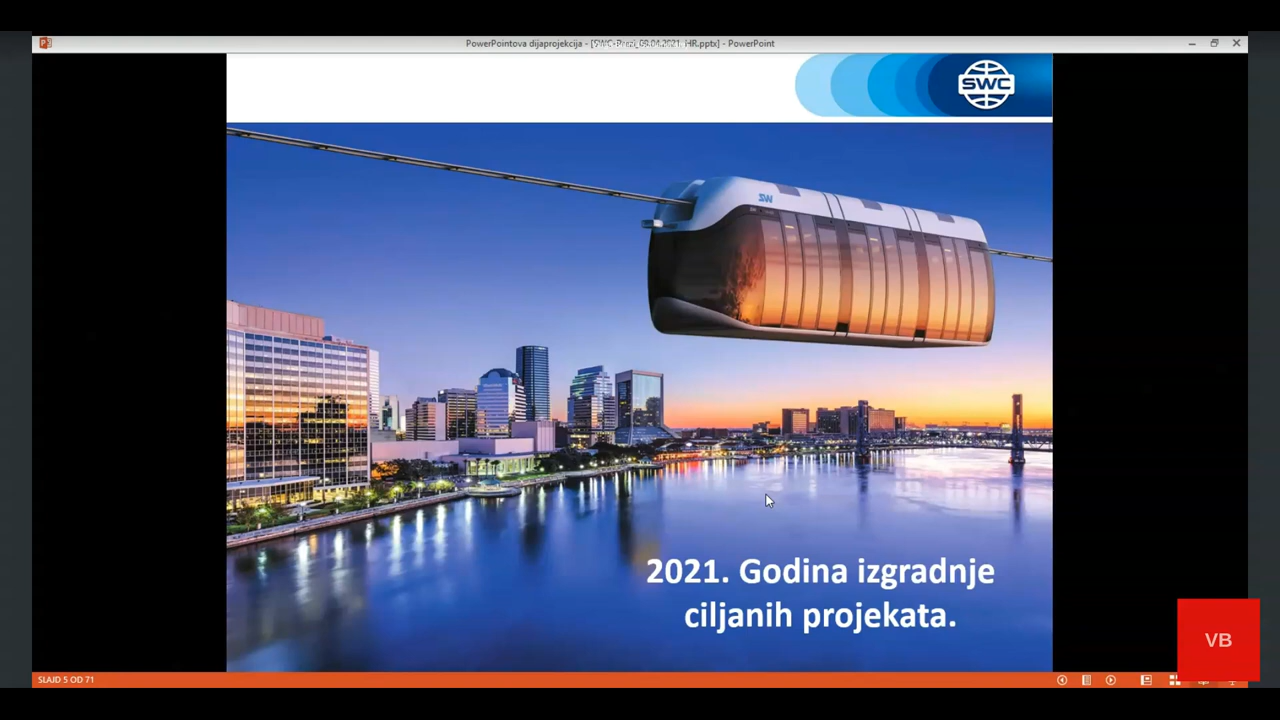 PowerPointova dijaprojekcija - [SWC-Prezi_09.04.2021. HR.pptx] - PowerPoint
SWC
SW
2021. Godina izgradnje
ciljanih projekata.
VB
SLAJD 5 OD 71